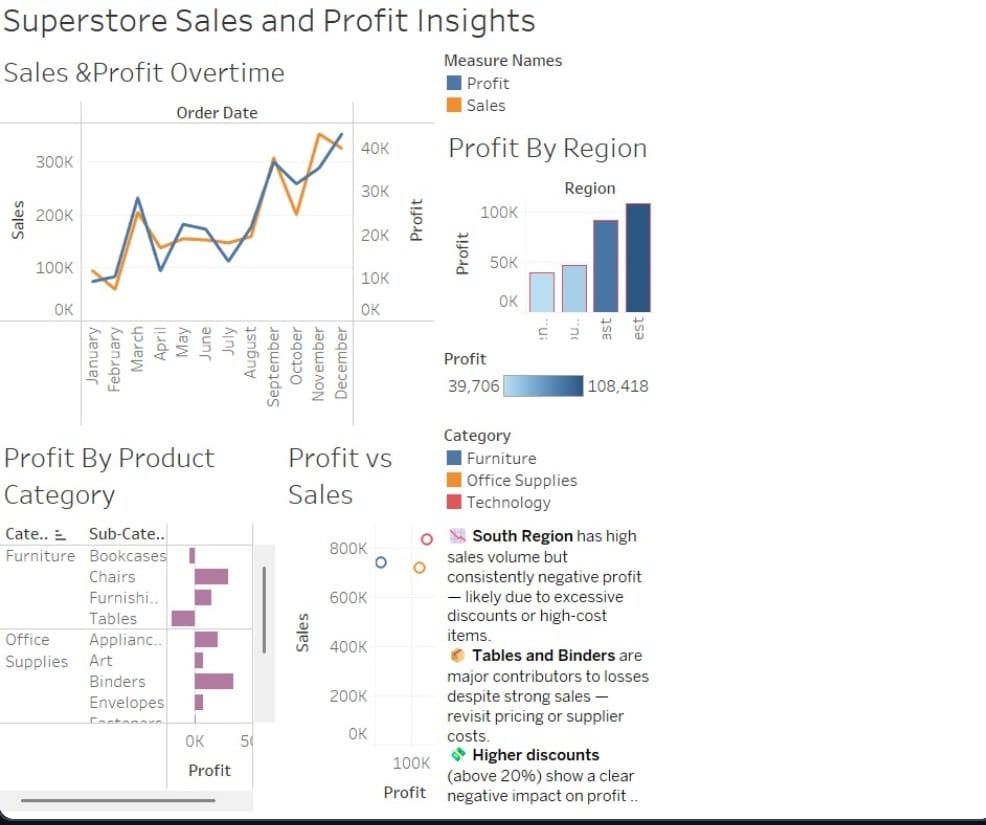 Superstore Sales and Profit Insights
Sales &Profit Overtime
Order Date
Sales
300K
200K
100K
0K
40K
30K
20K
10K
0K
Profit
January
February
March
April
May
June
July
August
September
October
November
December
Measure Names
Profit
Sales
Profit By Region
Region
Profit
100K
50K
0K
ast
est
Profit
39,706
108,418
Profit By Product
Category
Cate..
Sub-Cate..
Furniture
Bookcases
Chairs
Furnishi..
Tables
Office
Supplies
Applianc..
Art
Binders
Envelopes
Fasteners
0K
Profit
Profit vs
Sales
Sales
800K
600K
400K
200K
0K
100K
Profit
Category
Furniture
Office Supplies
Technology
South Region has high
sales volume but
consistently negative profit
— likely due to excessive
discounts or high-cost
items.
Tables and Binders are
major contributors to losses
despite strong sales —
revisit pricing or supplier
costs.
Higher discounts
(above 20%) show a clear
negative impact on profit ..